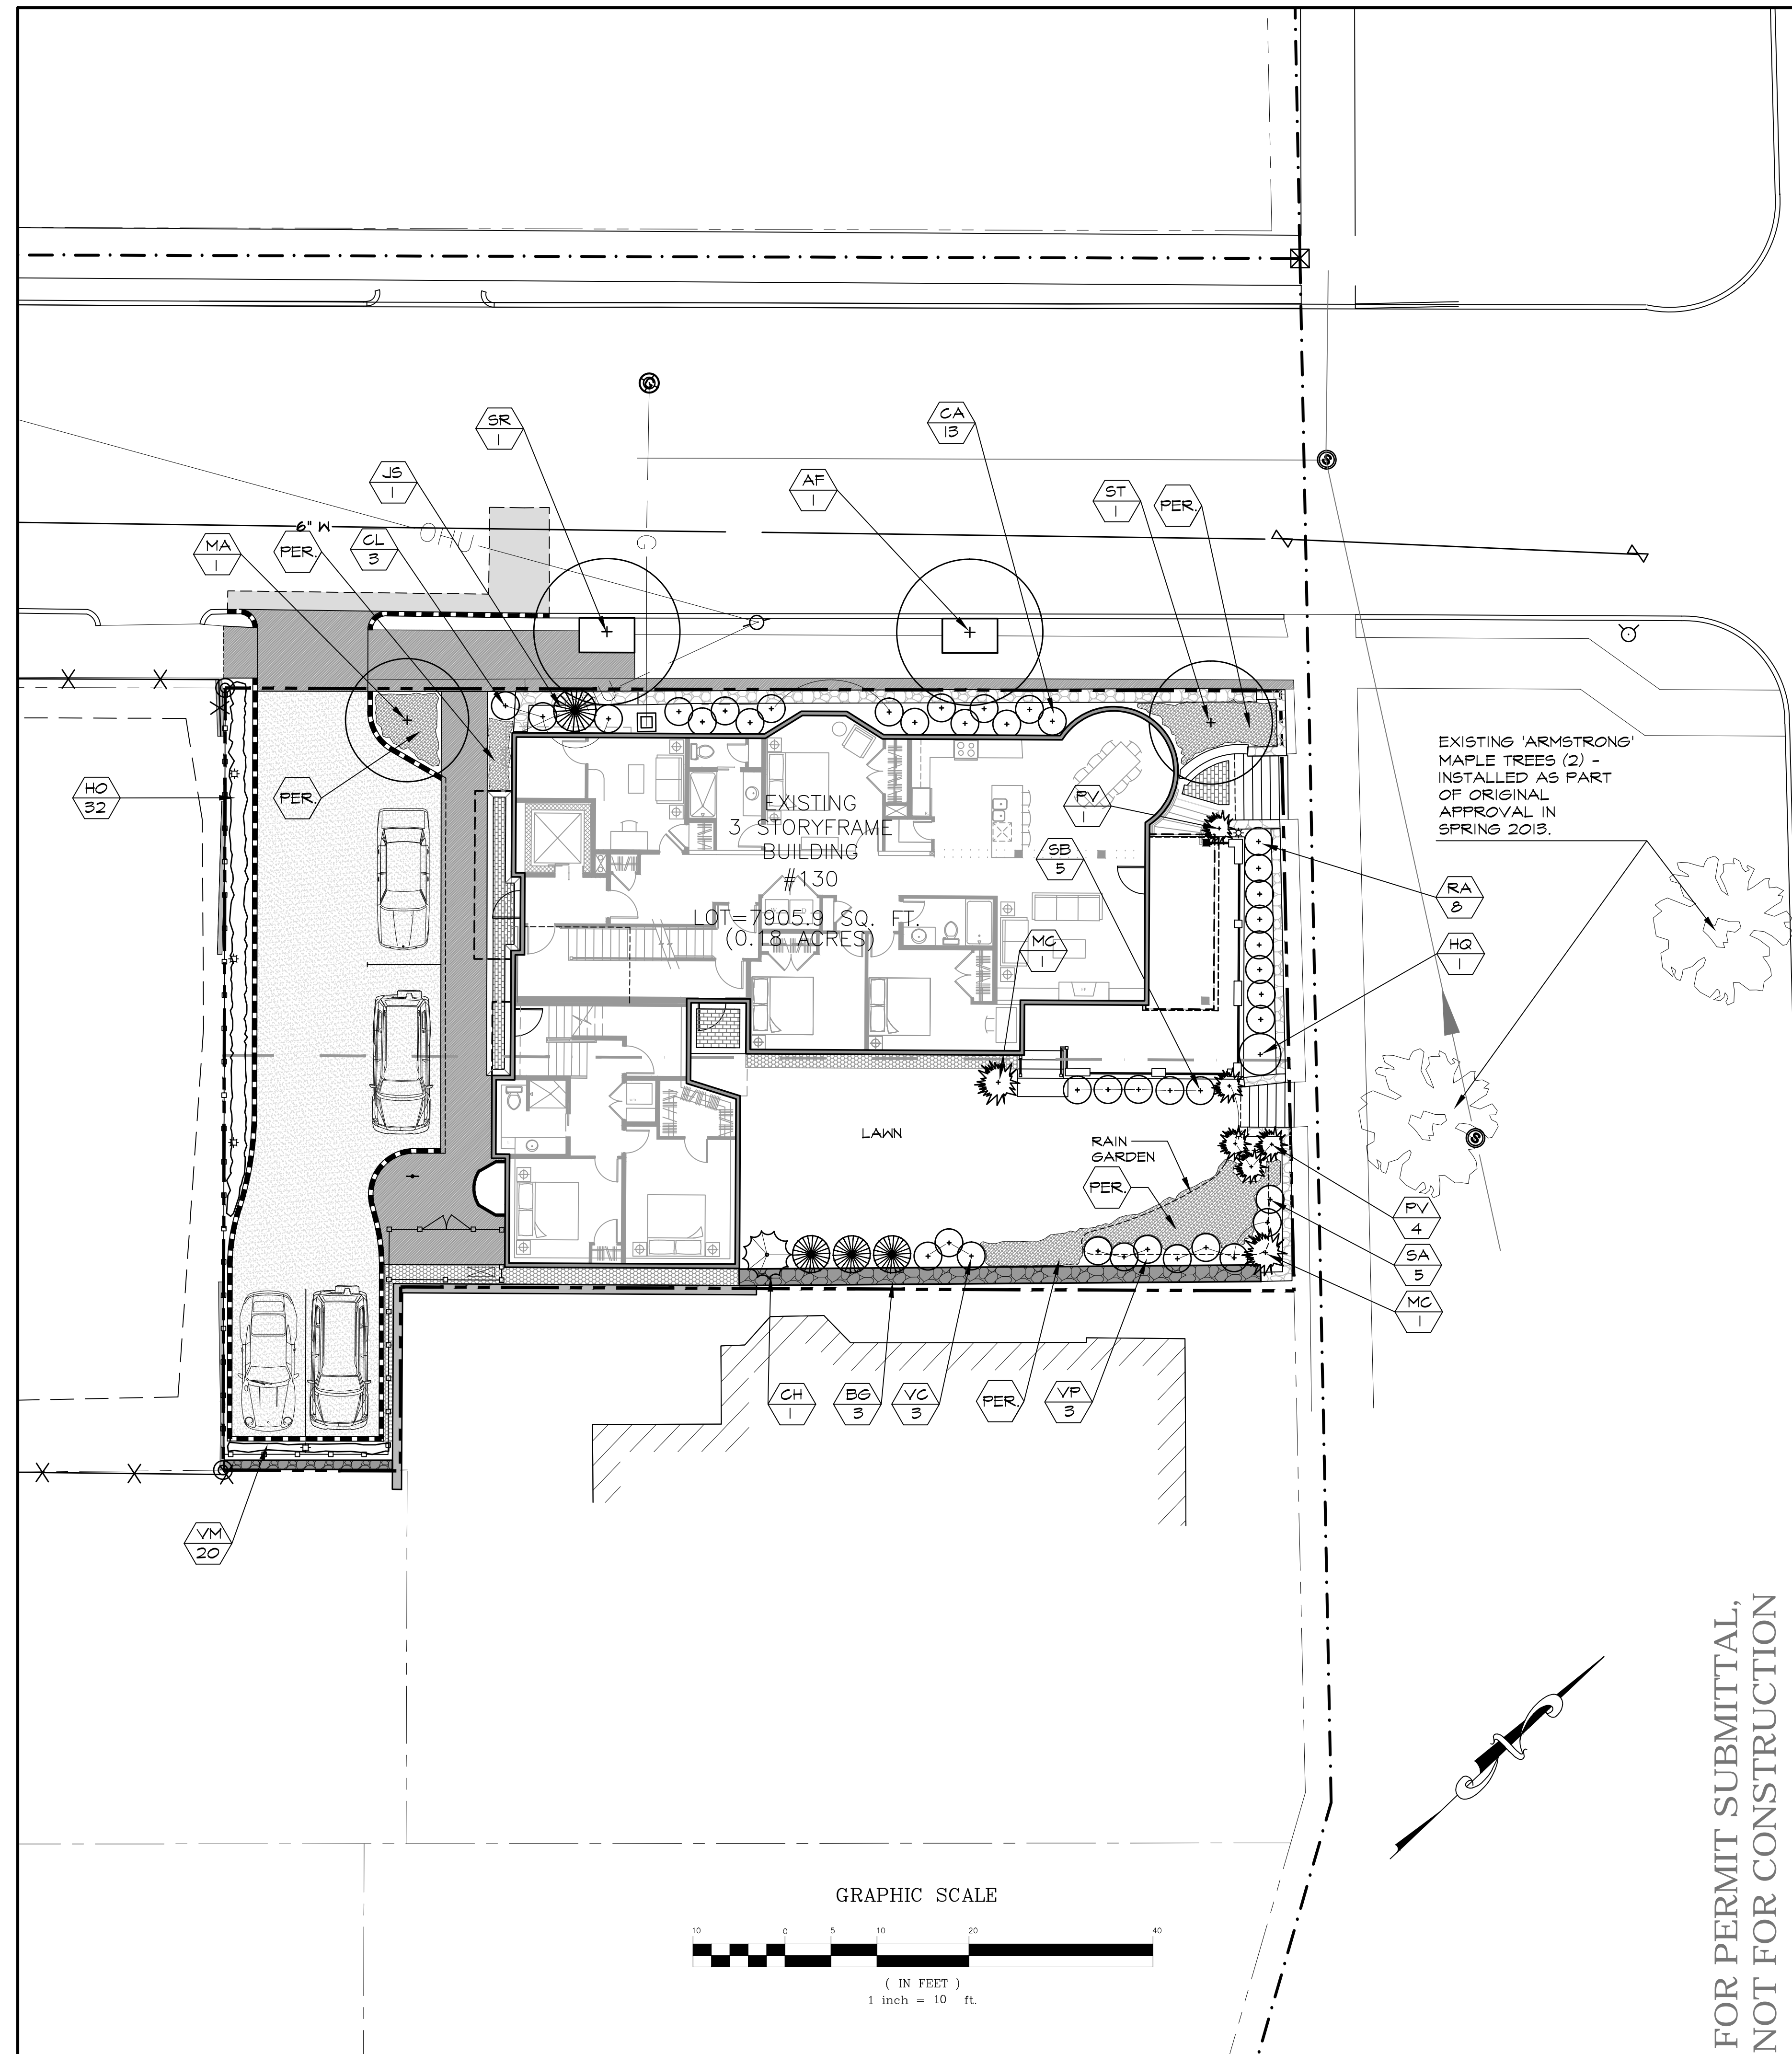 SR
1
CA
13
JS
1
AF
1
ST
1
PER.
6" W
OHU
G
MA
1
PER.
CL
3
EXISTING 'ARMSTRONG'
MAPLE TREES (2) -
INSTALLED AS PART
OF ORIGINAL
APPROVAL IN
SPRING 2013.
HO
32
PER.
PV
1
EXISTING
3 STORYFRAME
BUILDING
#130
LOT=7905.9 SQ. FT.
(0.18 ACRES)
SB
5
RA
8
MC
1
HQ
1
S
S
LAWN
RAIN
GARDEN
PER.
PV
4
SA
5
MC
1
CH
1
BG
3
VC
3
PER.
VP
3
VM
20
GRAPHIC SCALE
10 0 5 10 20 40
( IN FEET )
1 inch = 10 ft.
FOR PERMIT SUBMITTAL,
NOT FOR CONSTRUCTION